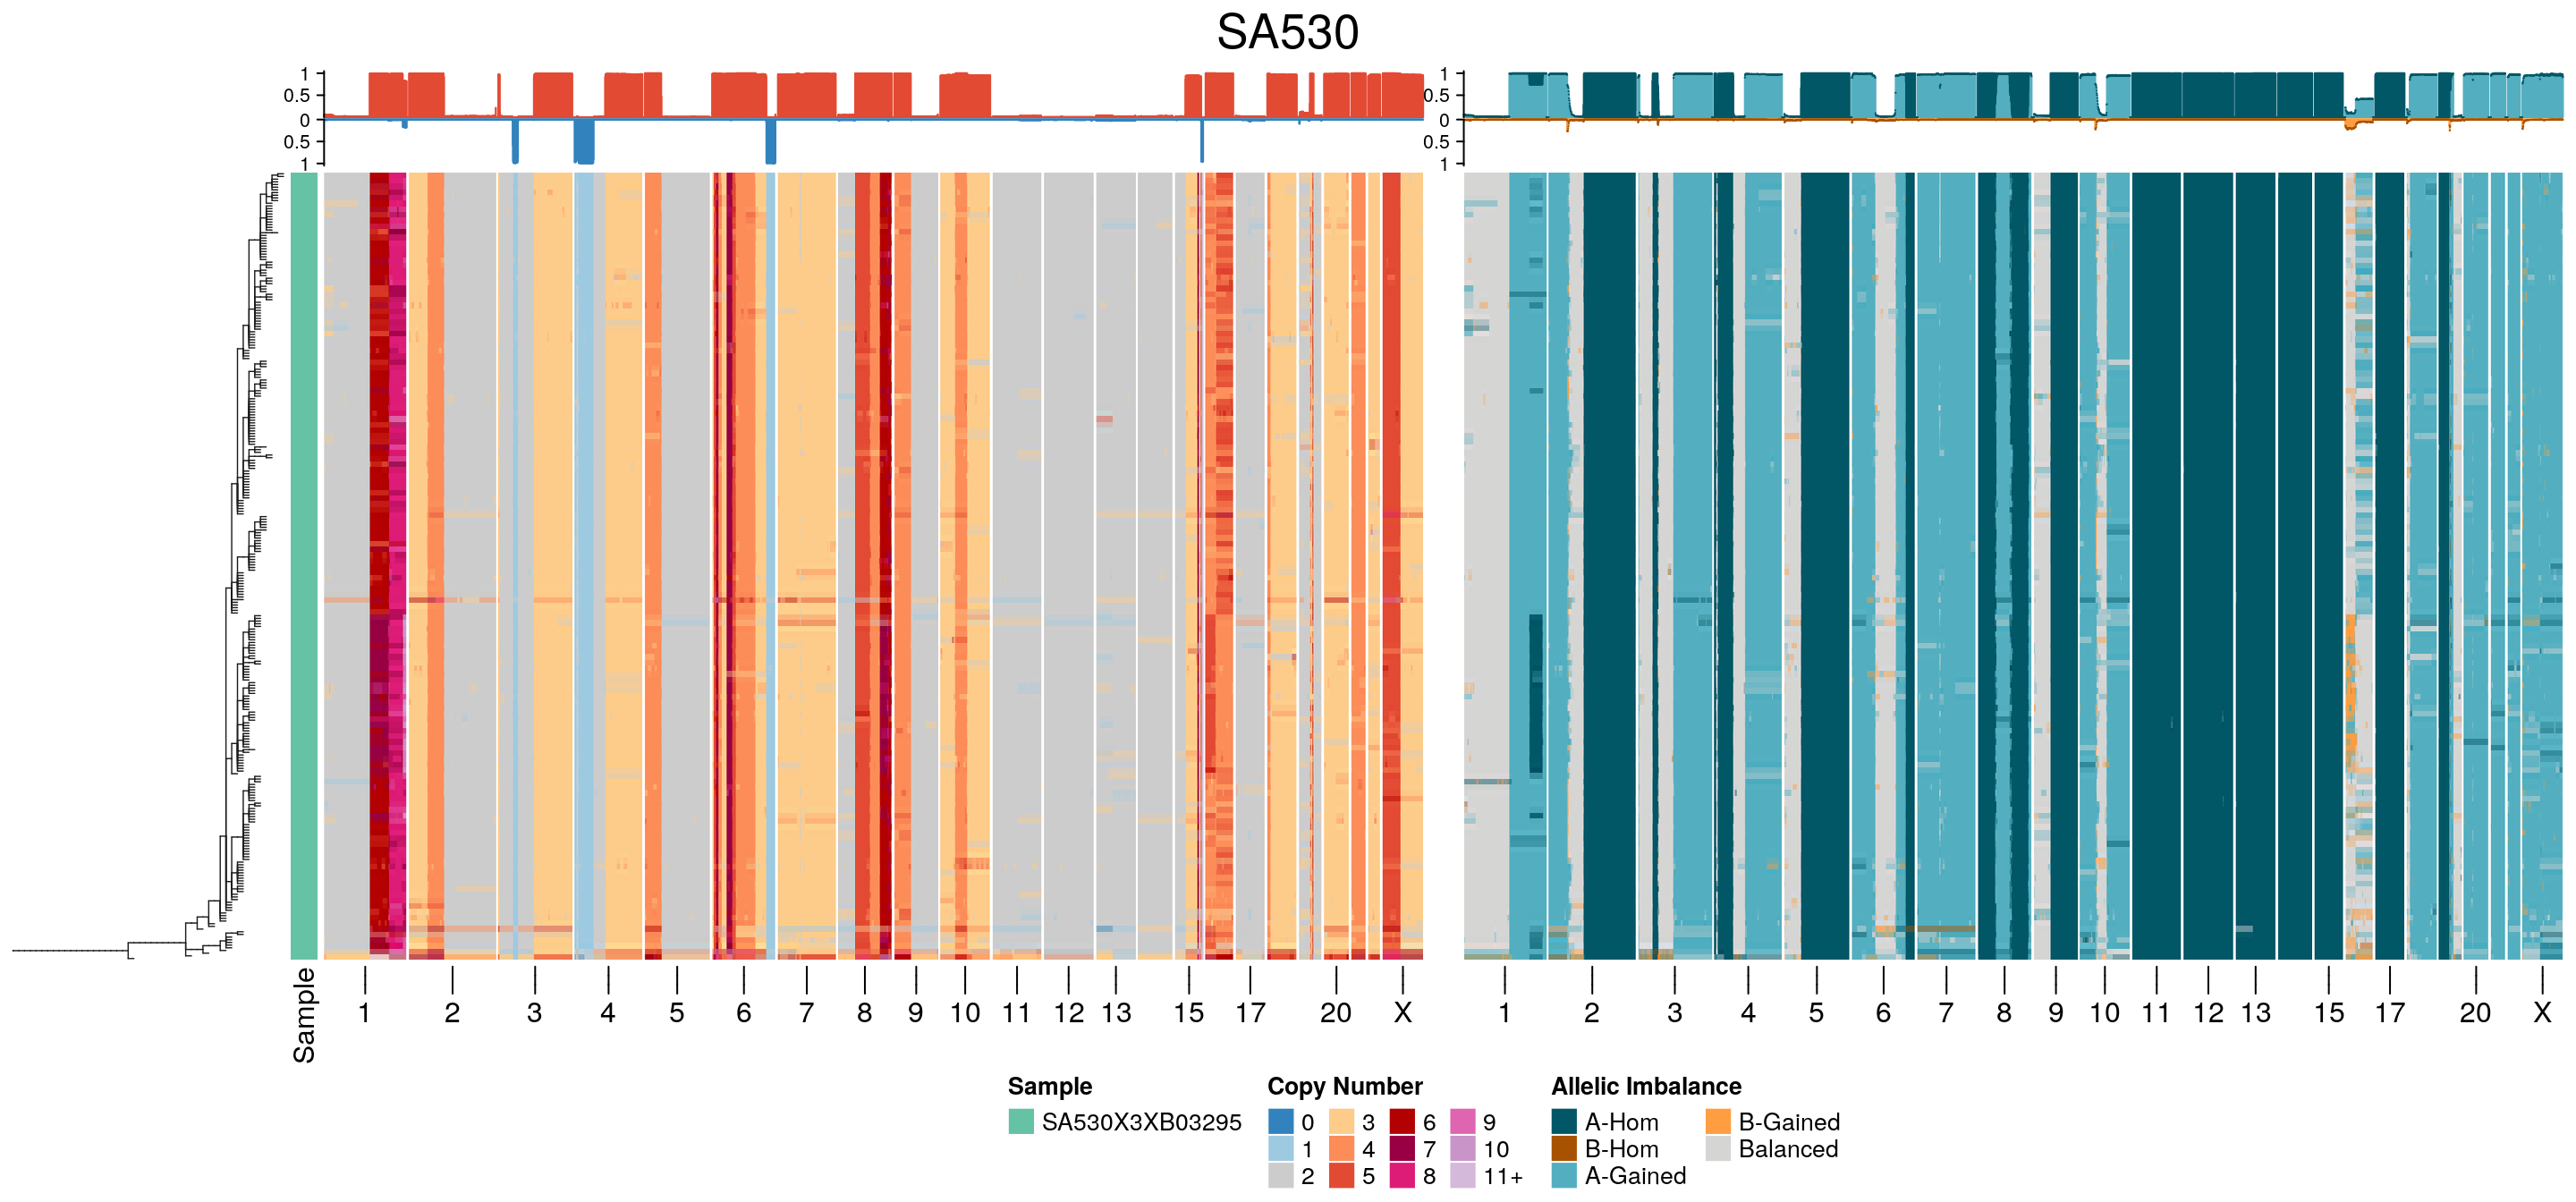 SA530
1
0.5
0
0.5
1
1
0.5
0
0.5
1
Sample
1 2 3 4 5 6 7 8 9 10 11 12 13 15 17 20 X
1 2 3 4 5 6 7 8 9 10 11 12 13 15 17 20 X
Sample
SA530X3XB03295
Copy Number
0 3 6 9
1 4 7 10
2 5 8 11+
Allelic Imbalance
A-Hom B-Gained
B-Hom Balanced
A-Gained